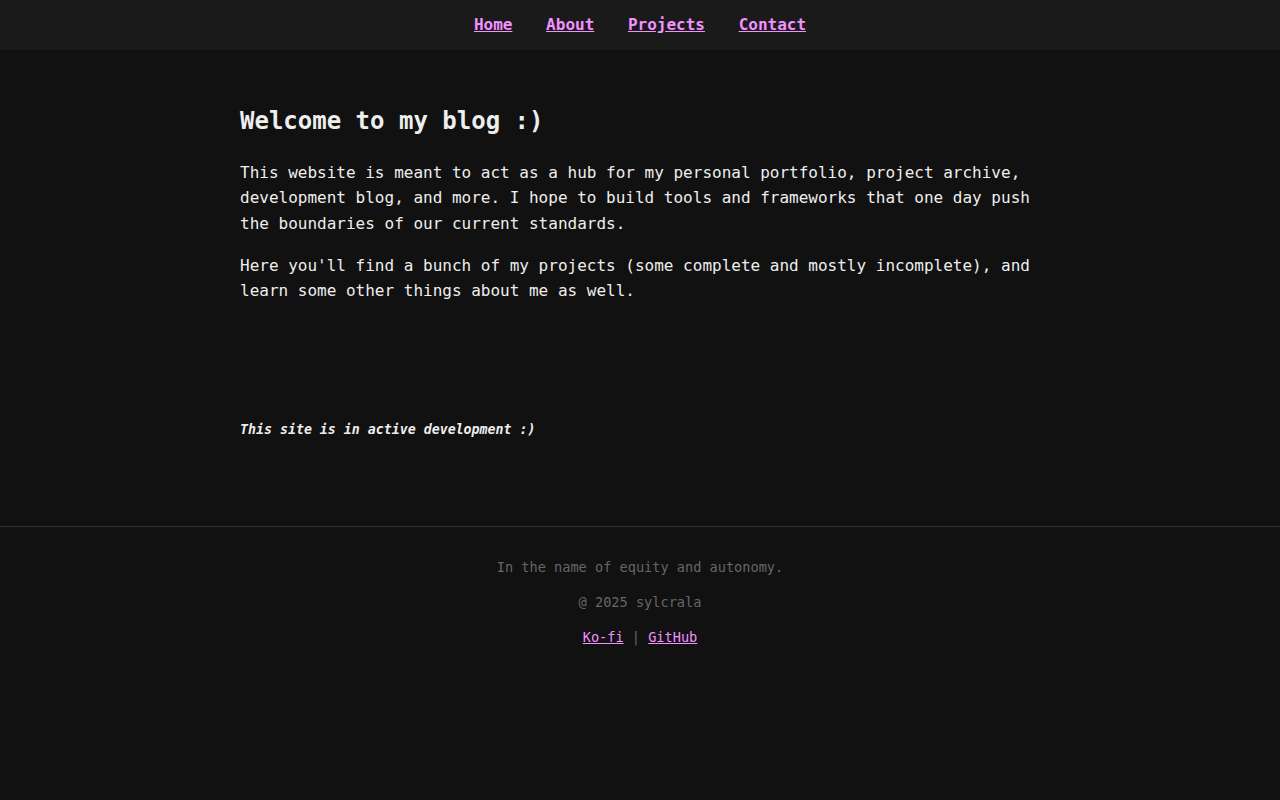 Home About Projects Contact
Welcome to my blog :)
This website is meant to act as a hub for my personal portfolio, project archive,
development blog, and more. I hope to build tools and frameworks that one day push
the boundaries of our current standards.
Here you'll find a bunch of my projects (some complete and mostly incomplete), and
learn some other things about me as well.
This site is in active development :)
In the name of equity and autonomy.
@ 2025 sylcrala
Ko-fi | GitHub